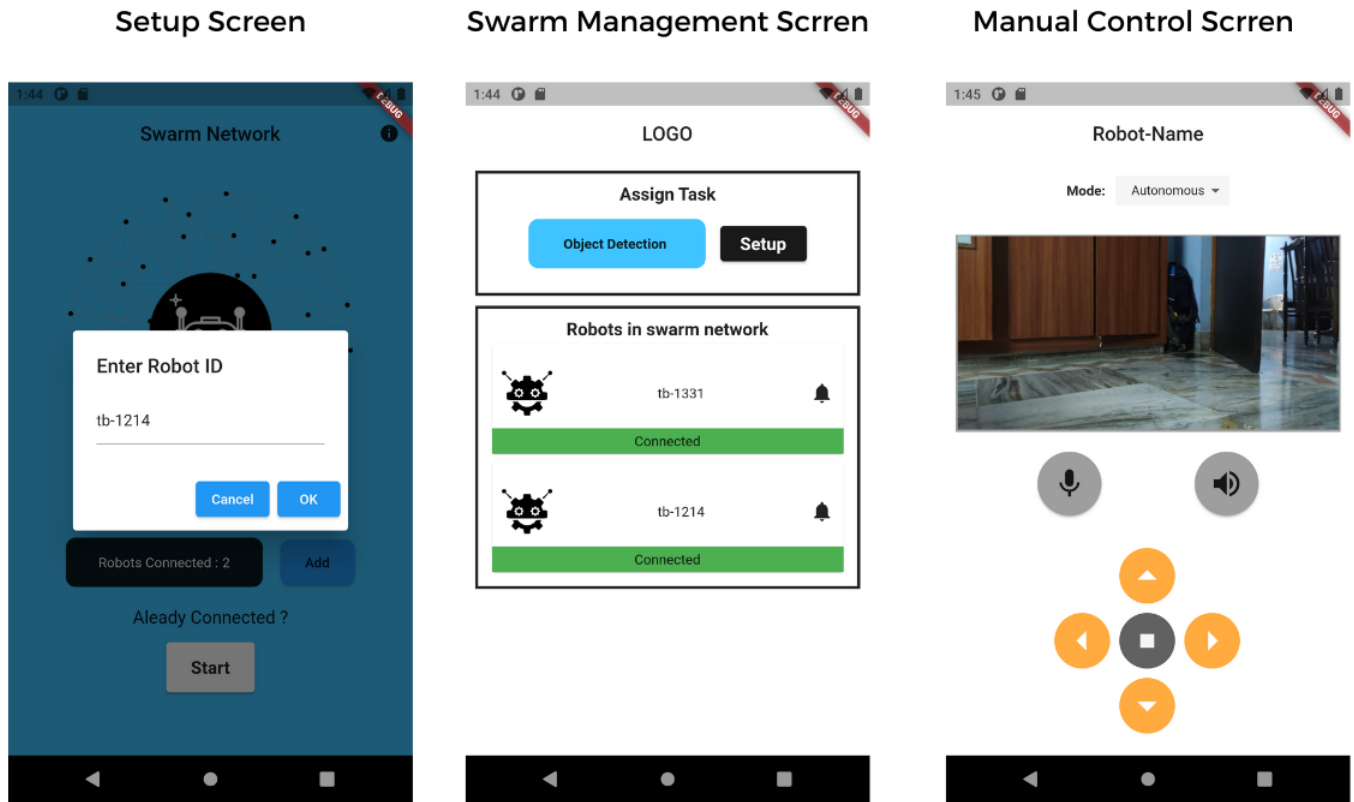 Setup Screen
Swarm Management Scrren
Manual Control Scrren
1:44
DEBUG
Swarm Network
Enter Robot ID
tb-1214
Cancel
OK
Robots Connected : 2
Add
Aleady Connected ?
Start
1:44
DEBUG
LOGO
Assign Task
Object Detection
Setup
Robots in swarm network
tb-1331
Connected
tb-1214
Connected
1:45
DEBUG
Robot-Name
Mode:
Autonomous